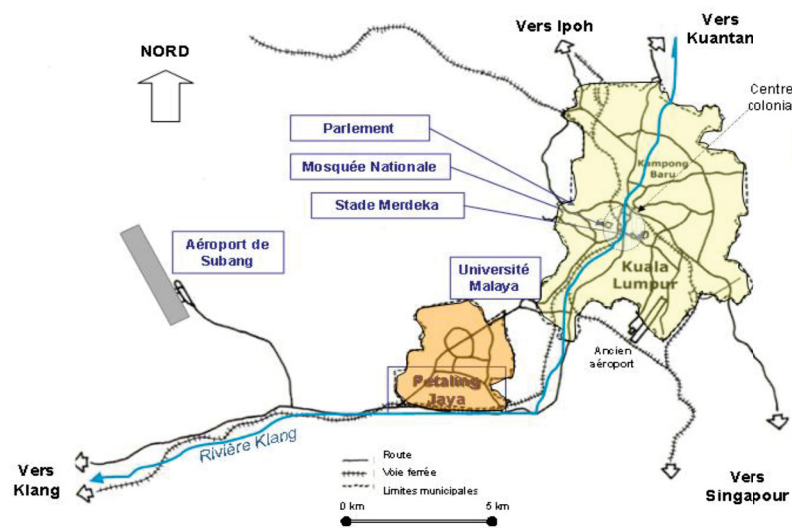 Vers Ipoh
Vers
Kuantan
NORD
Centre
colonial
Parlement
Mosquée Nationale
Stade Merdeka
Kampong
Baru
Aéroport de
Subang
Université
Malaya
Kuala
Lumpur
Ancien
aéroport
Petaling
Jaya
Rivière Klang
Vers
Klang
Route
Voie ferrée
Limites municipales
Vers
Singapour
0 km
5 km